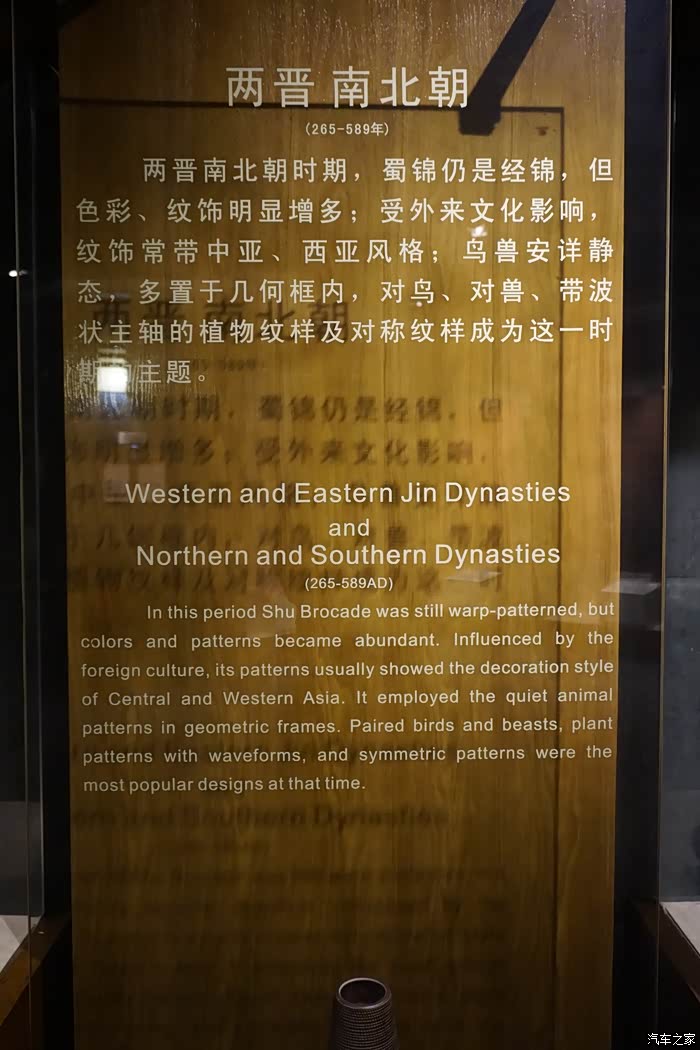 两晋 南北朝
(265-589年)
两晋南北朝时期，蜀锦仍是经锦，但
色彩、纹饰明显增多；受外来文化影响，
纹饰常带中亚、西亚风格；鸟兽安详静
态，多置于几何框内，对鸟、对兽、带波
状主轴的植物纹样及对称纹样成为这一时
期的主题。
Western and Eastern Jin Dynasties
and
Northern and Southern Dynasties
(265-589AD)
In this period Shu Brocade was still warp-patterned, but
colors and patterns became abundant. Influenced by the
foreign culture, its patterns usually showed the decoration style
of Central and Western Asia. It employed the quiet animal
patterns in geometric frames. Paired birds and beasts, plant
patterns with waveforms, and symmetric patterns were the
most popular designs at that time.
汽车之家